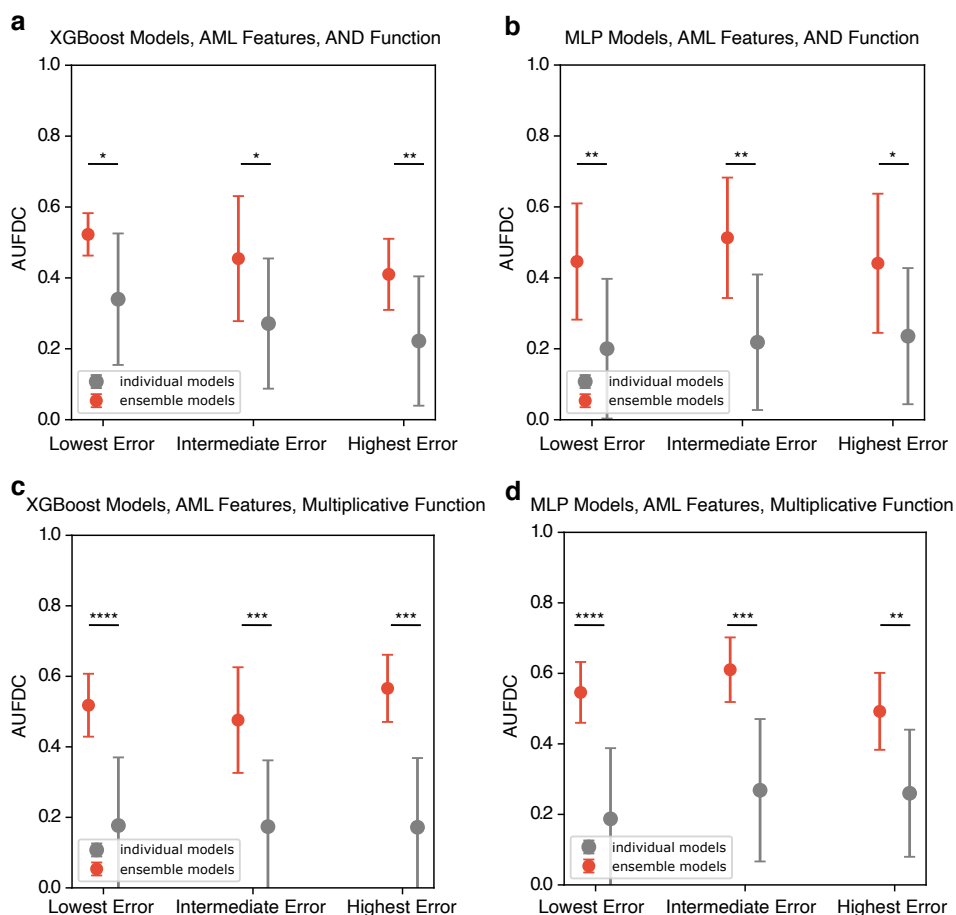 a
XGBoost Models, AML Features, AND Function
1.0
0.8
0.6
0.4
0.2
0.0
AUFDC
*
*
**
individual models
ensemble models
Lowest Error
Intermediate Error
Highest Error
b
MLP Models, AML Features, AND Function
1.0
0.8
0.6
0.4
0.2
0.0
AUFDC
**
**
*
individual models
ensemble models
Lowest Error
Intermediate Error
Highest Error
c
XGBoost Models, AML Features, Multiplicative Function
1.0
0.8
0.6
0.4
0.2
0.0
AUFDC
****
***
***
individual models
ensemble models
Lowest Error
Intermediate Error
Highest Error
d
MLP Models, AML Features, Multiplicative Function
1.0
0.8
0.6
0.4
0.2
0.0
AUFDC
****
***
**
individual models
ensemble models
Lowest Error
Intermediate Error
Highest Error